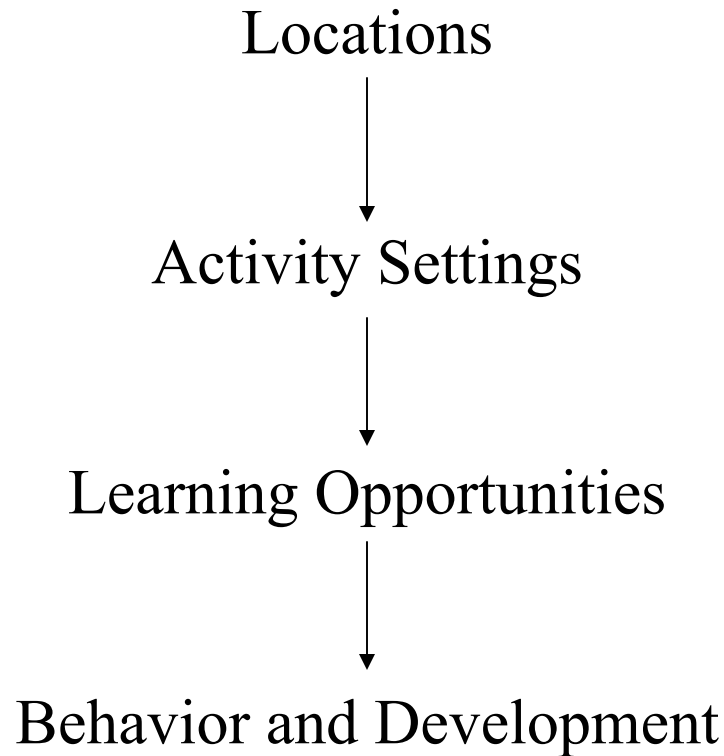 Locations
Activity Settings
Learning Opportunities
Behavior and Development